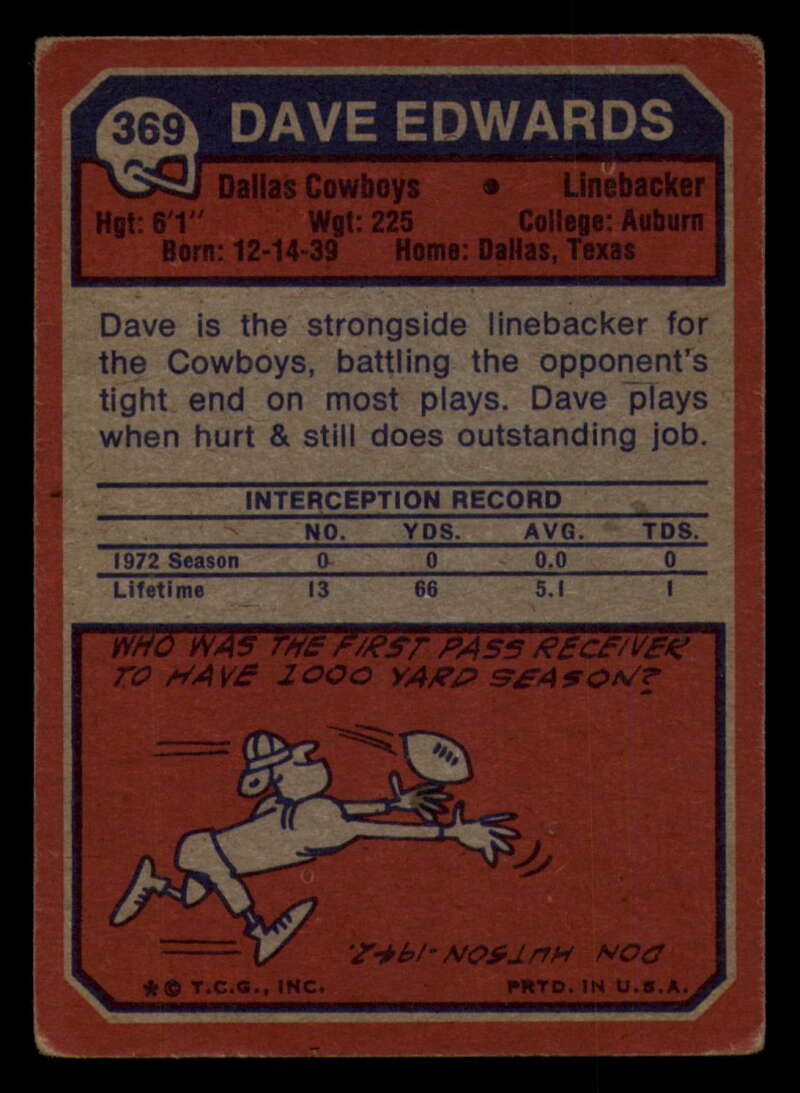 369 DAVE EDWARDS
Dallas Cowboys • Linebacker
Hgt: 6'1" Wgt: 225 College: Auburn
Born: 12-14-39 Home: Dallas, Texas
Dave is the strongside linebacker for
the Cowboys, battling the opponent's
tight end on most plays. Dave plays
when hurt & still does outstanding job.
INTERCEPTION RECORD
NO. YDS. AVG. TDS.
1972 Season 0 0 0.0 0
Lifetime 13 66 5.1 1
WHO WAS THE FIRST PASS RECEIVER
TO HAVE 1000 YARD SEASON?
DON HUTSON-1942.
*© T.C.G., INC. PRTD. IN U.S.A.